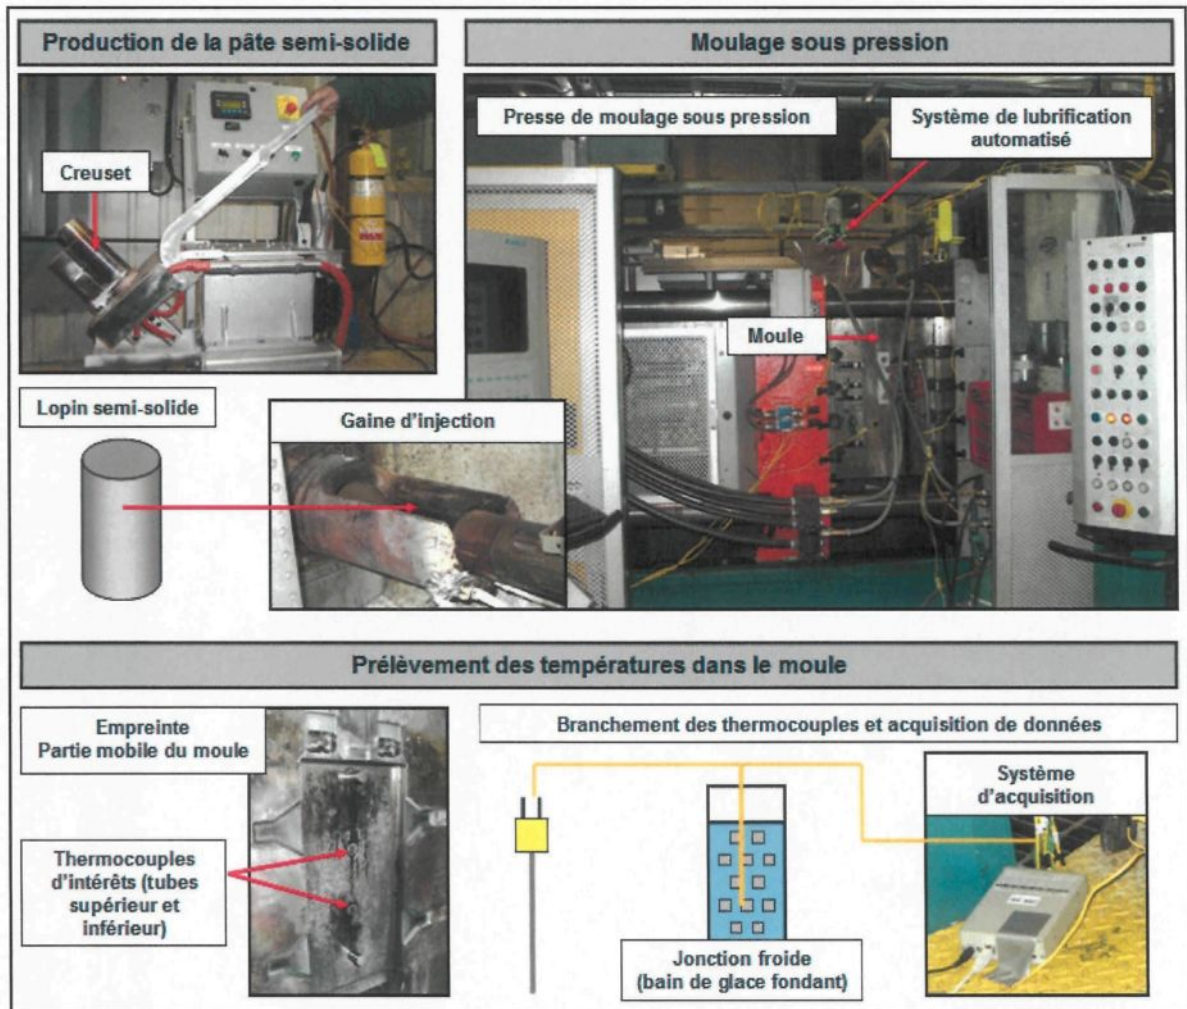 Production de la pâte semi-solide
Moulage sous pression
Creuset
Presse de moulage sous pression
Système de lubrification
automatisé
Moule
Lopin semi-solide
Gaine d'injection
Prélèvement des températures dans le moule
Empreinte
Partie mobile du moule
Thermocouples
d'intérêts (tubes
supérieur et
inférieur)
Branchement des thermocouples et acquisition de données
Système
d'acquisition
Jonction froide
(bain de glace fondant)